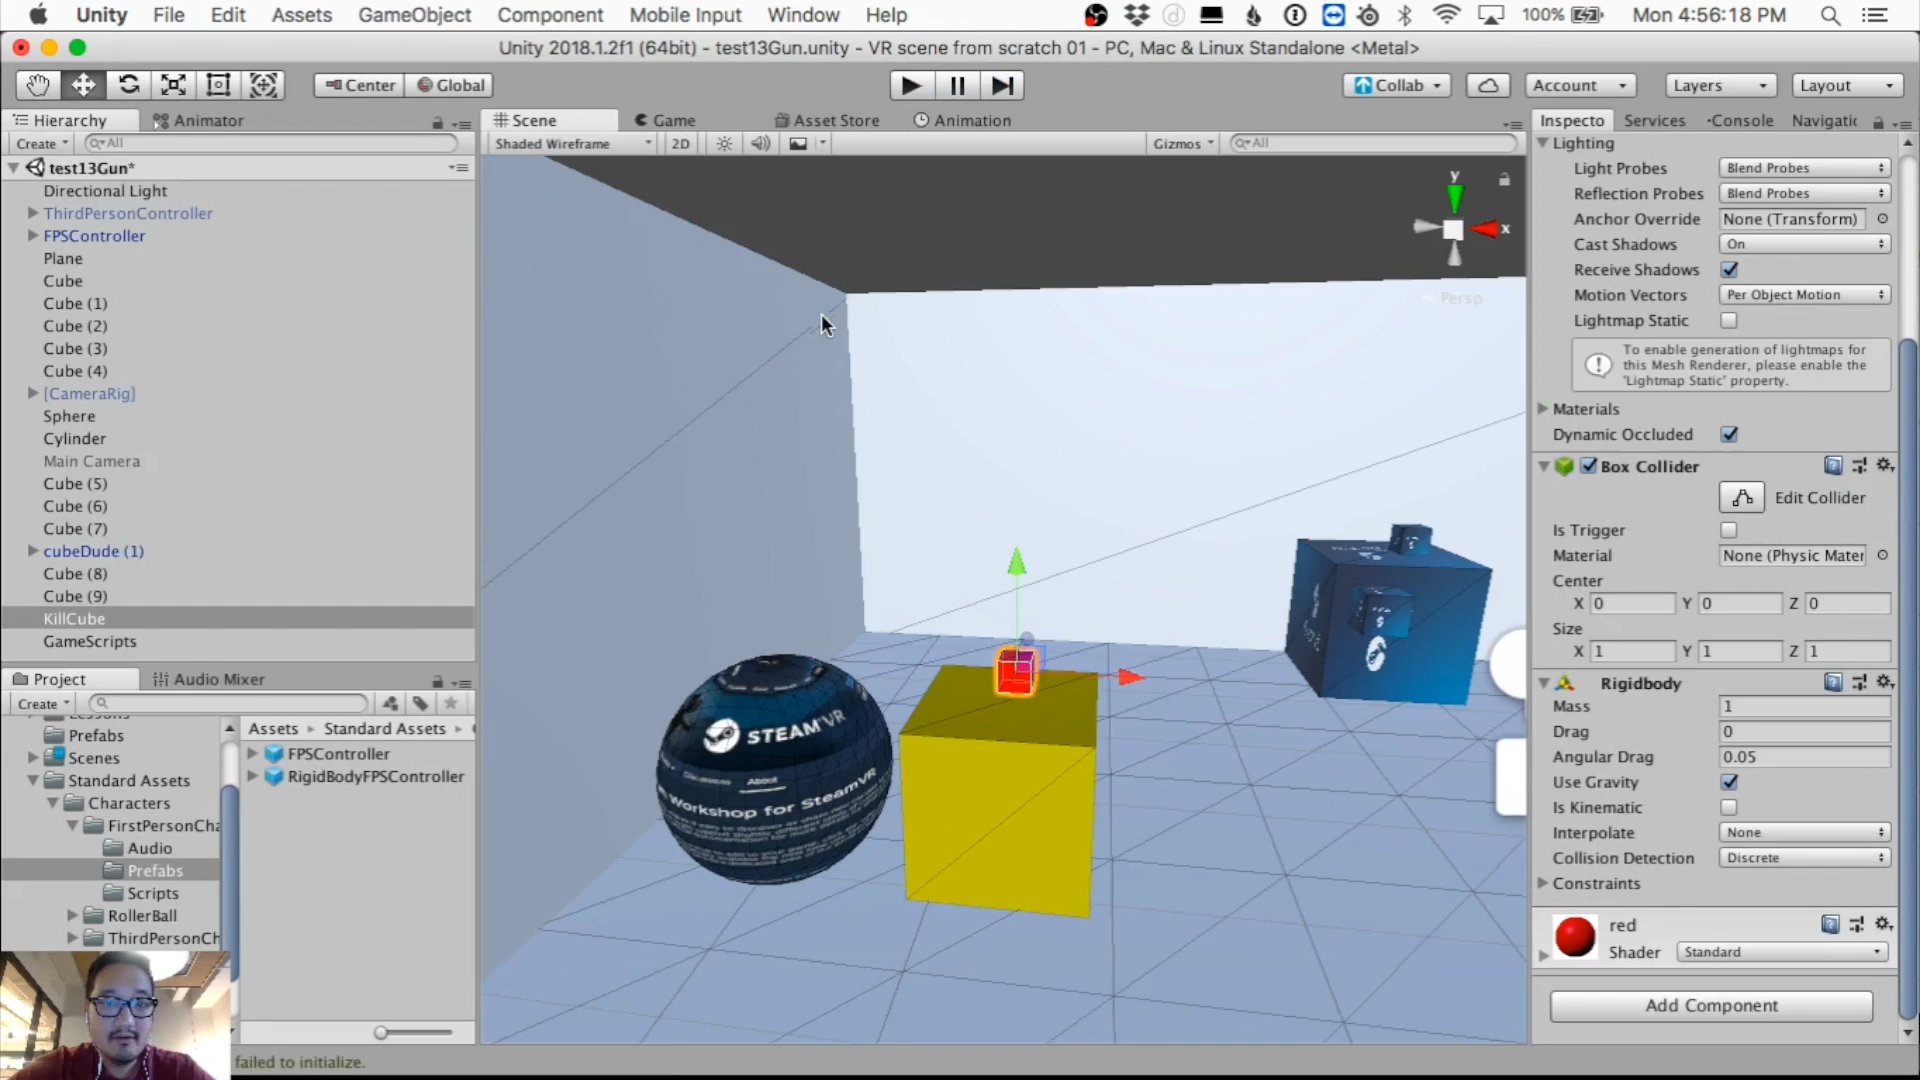 Unity File Edit Assets GameObject Component Mobile Input Window Help 100% Mon 4:56:18 PM
Unity 2018.1.2f1 (64bit) - test13Gun.unity - VR scene from scratch 01 - PC, Mac & Linux Standalone <Metal>
Center Global Collab Account Layers Layout
Hierarchy Animator
Create All
test13Gun*
Directional Light
ThirdPersonController
FPSController
Plane
Cube
Cube (1)
Cube (2)
Cube (3)
Cube (4)
[CameraRig]
Sphere
Cylinder
Main Camera
Cube (5)
Cube (6)
Cube (7)
cubeDude (1)
Cube (8)
Cube (9)
KillCube
GameScripts
Project Audio Mixer
Create
Prefabs
Scenes
Standard Assets
Characters
FirstPersonCha
Audio
Prefabs
Scripts
RollerBall
ThirdPersonCh
Assets Standard Assets
FPSController
RigidBodyFPSController
failed to initialize.
Scene Game Asset Store Animation
Shaded Wireframe 2D Gizmos All
y
x
Persp
STEAM VR
About
Workshop for SteamVR
Inspecto Services Console Navigatic
Lighting
Light Probes Blend Probes
Reflection Probes Blend Probes
Anchor Override None (Transform)
Cast Shadows On
Receive Shadows
Motion Vectors Per Object Motion
Lightmap Static
To enable generation of lightmaps for
this Mesh Renderer, please enable the
'Lightmap Static' property.
Materials
Dynamic Occluded
Box Collider
Edit Collider
Is Trigger
Material None (Physic Mater
Center
X 0 Y 0 Z 0
Size
X 1 Y 1 Z 1
Rigidbody
Mass 1
Drag 0
Angular Drag 0.05
Use Gravity
Is Kinematic
Interpolate None
Collision Detection Discrete
Constraints
red
Shader Standard
Add Component